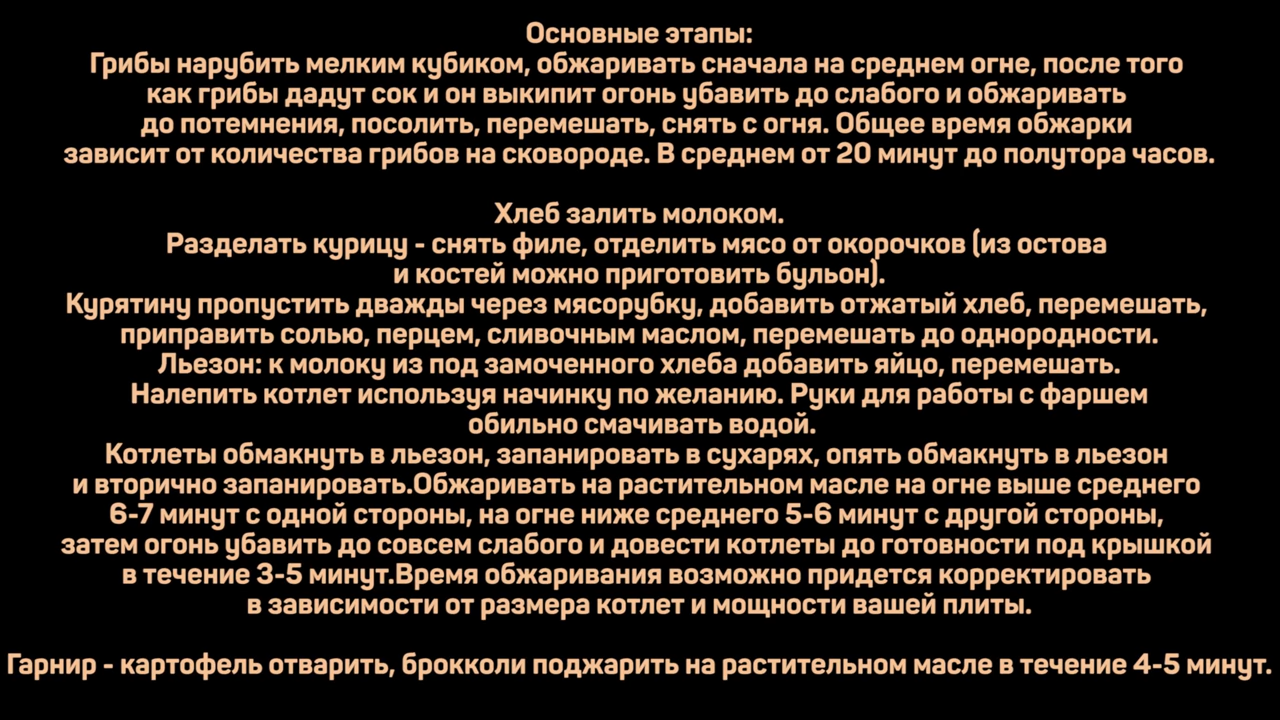 Основные этапы:
Грибы нарубить мелким кубиком, обжаривать сначала на среднем огне, после того
как грибы дадут сок и он выкипит огонь убавить до слабого и обжаривать
до потемнения, посолить, перемешать, снять с огня. Общее время обжарки
зависит от количества грибов на сковороде. В среднем от 20 минут до полутора часов.
Хлеб залить молоком.
Разделать курицу - снять филе, отделить мясо от окорочков (из остова
и костей можно приготовить бульон).
Курятину пропустить дважды через мясорубку, добавить отжатый хлеб, перемешать,
приправить солью, перцем, сливочным маслом, перемешать до однородности.
Льезон: к молоку из под замоченного хлеба добавить яйцо, перемешать.
Налепить котлет используя начинку по желанию. Руки для работы с фаршем
обильно смачивать водой.
Котлеты обмакнуть в льезон, запанировать в сухарях, опять обмакнуть в льезон
и вторично запанировать.Обжаривать на растительном масле на огне выше среднего
6-7 минут с одной стороны, на огне ниже среднего 5-6 минут с другой стороны,
затем огонь убавить до совсем слабого и довести котлеты до готовности под крышкой
в течение 3-5 минут.Время обжаривания возможно придется корректировать
в зависимости от размера котлет и мощности вашей плиты.
Гарнир - картофель отварить, брокколи поджарить на растительном масле в течение 4-5 минут.